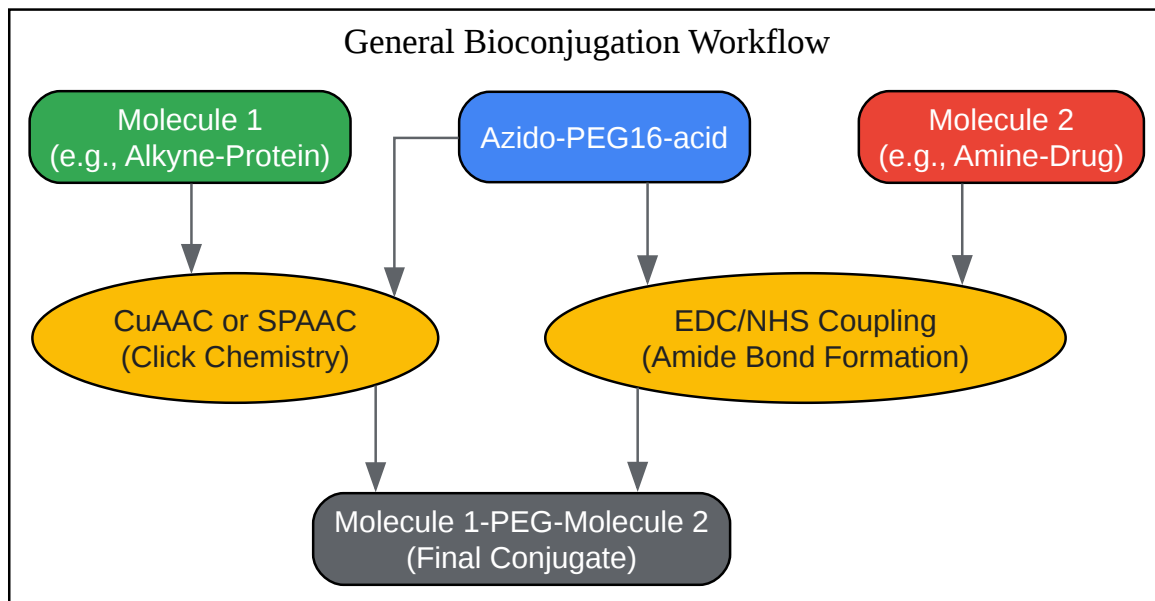 General Bioconjugation Workflow
Molecule 1
(e.g., Alkyne-Protein)
Azido-PEG16-acid
Molecule 2
(e.g., Amine-Drug)
CuAAC or SPAAC
(Click Chemistry)
EDC/NHS Coupling
(Amide Bond Formation)
Molecule 1-PEG-Molecule 2
(Final Conjugate)